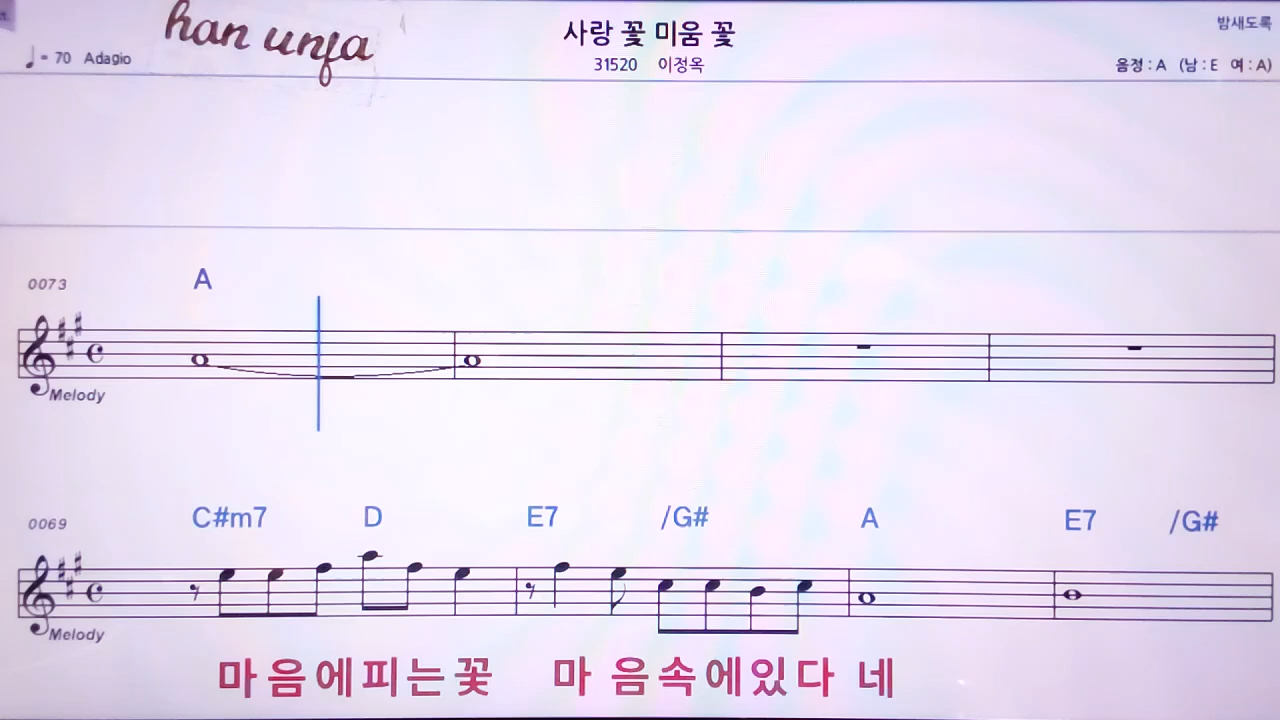 han unfa
사랑 꽃 미움 꽃
밤새도록
♩= 70 Adagio
31520 이정옥
음정 : A (남 : E 여 : A)
0073
A
Melody
0069
C#m7 D E7 /G# A E7 /G#
Melody
마음에피는꽃 마 음속에있다 네